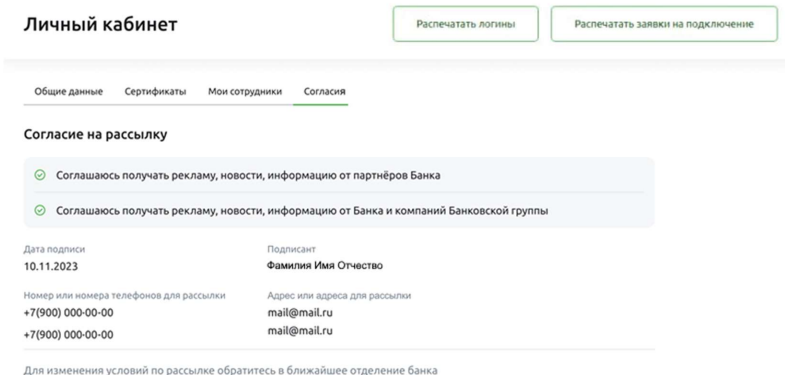 Личный кабинет
Распечатать логины
Распечатать заявки на подключение
Общие данные Сертификаты Мои сотрудники Согласия
Согласие на рассылку
Соглашаюсь получать рекламу, новости, информацию от партнёров Банка
Соглашаюсь получать рекламу, новости, информацию от Банка и компаний Банковской группы
Дата подписи Подписант
10.11.2023 Фамилия Имя Отчество
Номер или номера телефонов для рассылки Адрес или адреса для рассылки
+7(900) 000-00-00 mail@mail.ru
+7(900) 000-00-00 mail@mail.ru
Для изменения условий по рассылке обратитесь в ближайшее отделение банка